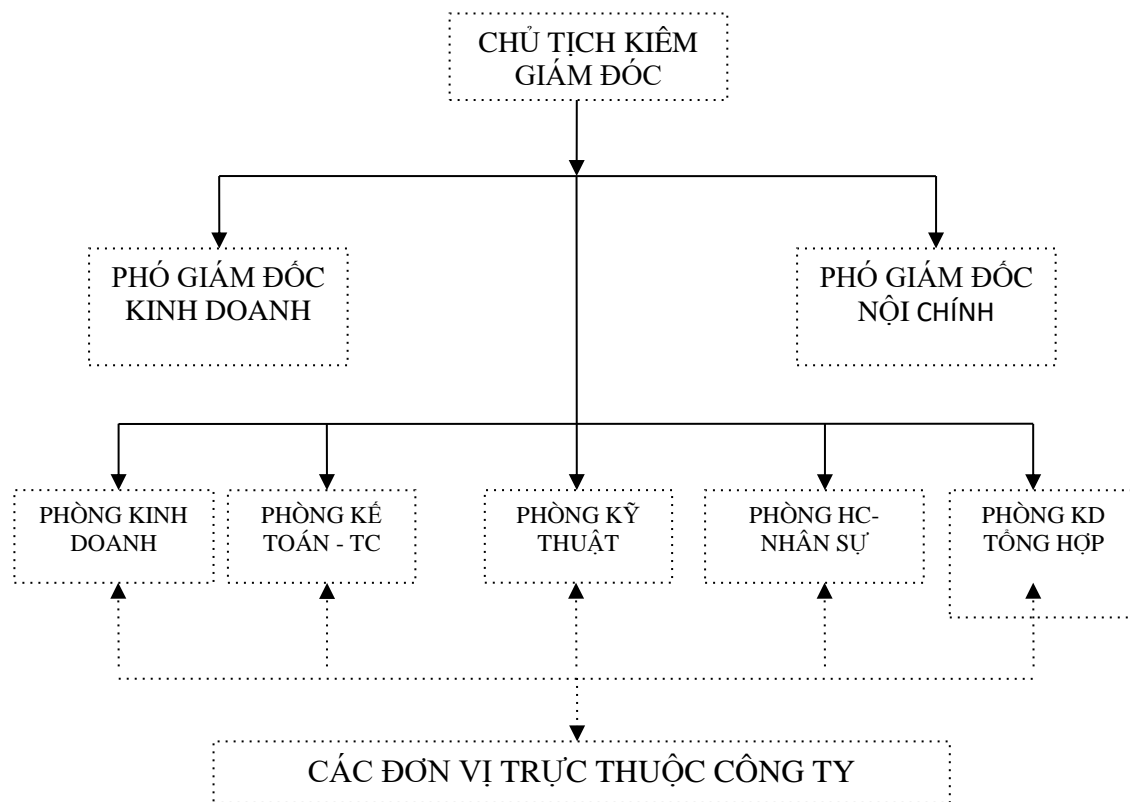 CHỦ TỊCH KIÊM
GIÁM ĐÓC
PHÓ GIÁM ĐỐC
KINH DOANH
PHÓ GIÁM ĐỐC
NỘI CHÍNH
PHÒNG KINH
DOANH
PHÒNG KẾ
TOÁN - TC
PHÒNG KỸ
THUẬT
PHÒNG HC-
NHÂN SỰ
PHÒNG KD
TỔNG HỢP
CÁC ĐƠN VỊ TRỰC THUỘC CÔNG TY